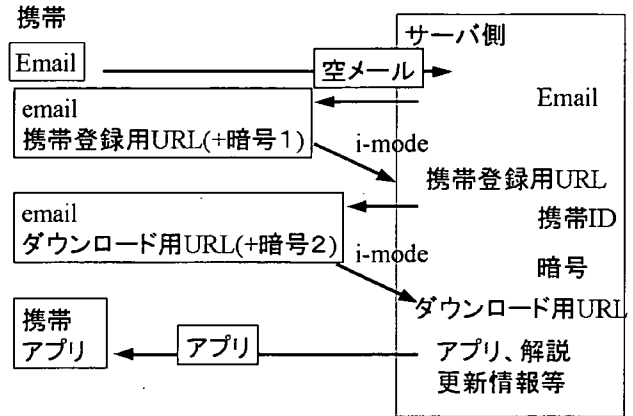 携帯
サーバ側
Email
空メール
Email
email
携帯登録用URL(+暗号1)
i-mode
携帯登録用URL
携帯ID
email
ダウンロード用URL(+暗号2)
i-mode
暗号
ダウンロード用URL
携帯
アプリ
アプリ
アプリ、解説
更新情報等